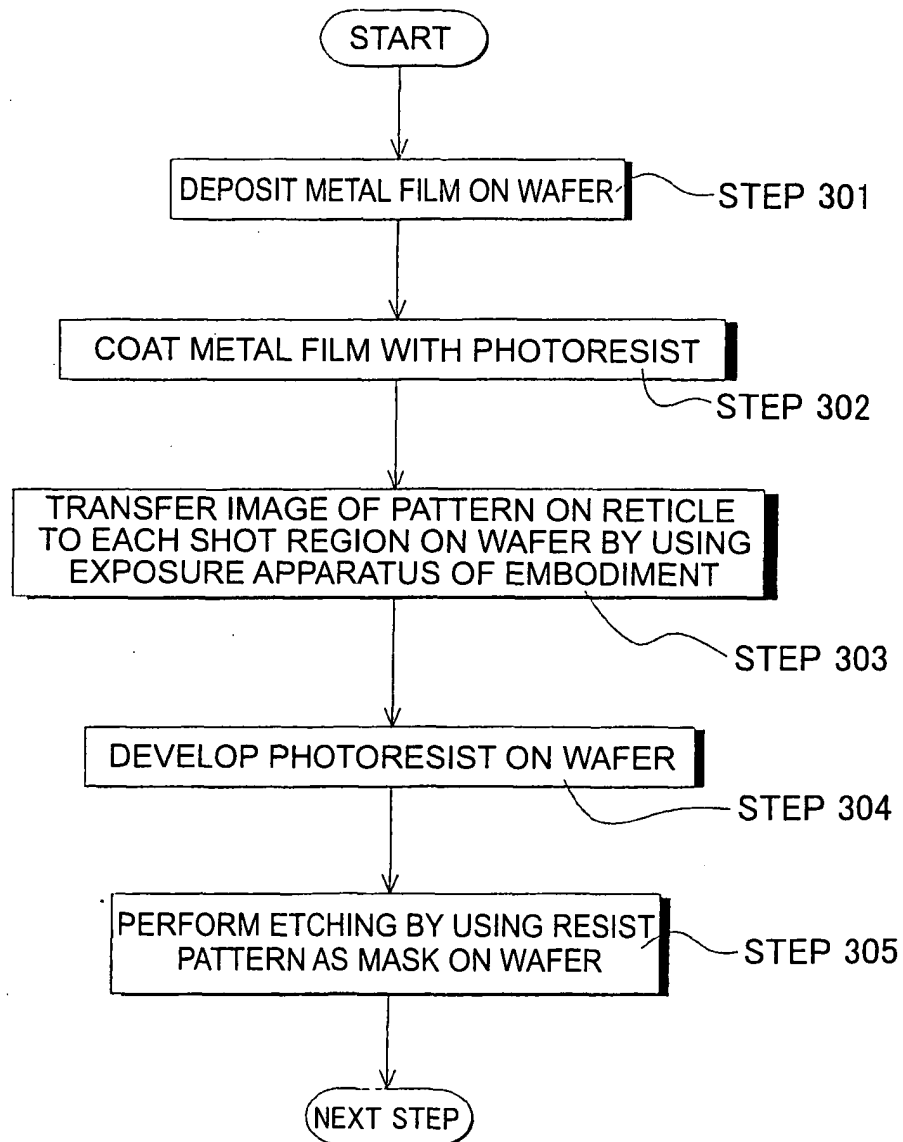 START
DEPOSIT METAL FILM ON WAFER
STEP 301
COAT METAL FILM WITH PHOTORESIST
STEP 302
TRANSFER IMAGE OF PATTERN ON RETICLE
TO EACH SHOT REGION ON WAFER BY USING
EXPOSURE APPARATUS OF EMBODIMENT
STEP 303
DEVELOP PHOTORESIST ON WAFER
STEP 304
PERFORM ETCHING BY USING RESIST
PATTERN AS MASK ON WAFER
STEP 305
NEXT STEP